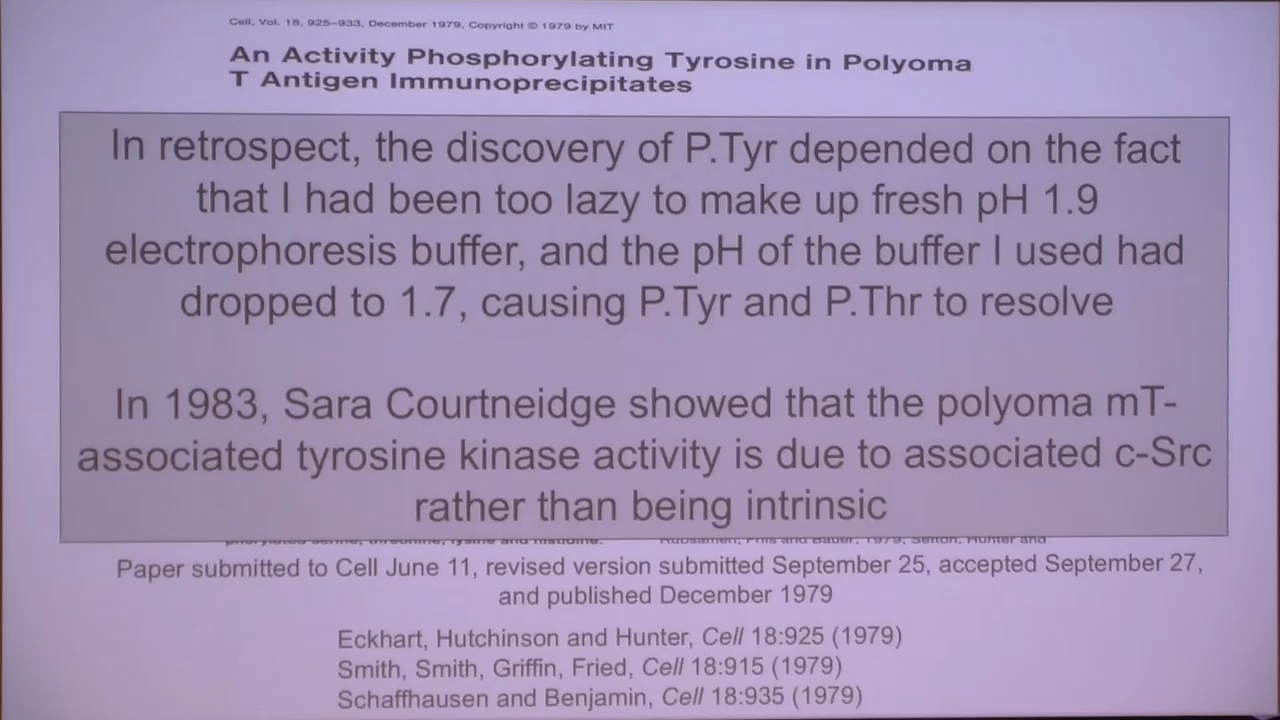 Cell, Vol. 18, 925–933, December 1979, Copyright © 1979 by MIT
An Activity Phosphorylating Tyrosine in Polyoma
T Antigen Immunoprecipitates
In retrospect, the discovery of P.Tyr depended on the fact
that I had been too lazy to make up fresh pH 1.9
electrophoresis buffer, and the pH of the buffer I used had
dropped to 1.7, causing P.Tyr and P.Thr to resolve
In 1983, Sara Courtneidge showed that the polyoma mT-
associated tyrosine kinase activity is due to associated c-Src
rather than being intrinsic
Paper submitted to Cell June 11, revised version submitted September 25, accepted September 27,
and published December 1979
Eckhart, Hutchinson and Hunter, Cell 18:925 (1979)
Smith, Smith, Griffin, Fried, Cell 18:915 (1979)
Schaffhausen and Benjamin, Cell 18:935 (1979)